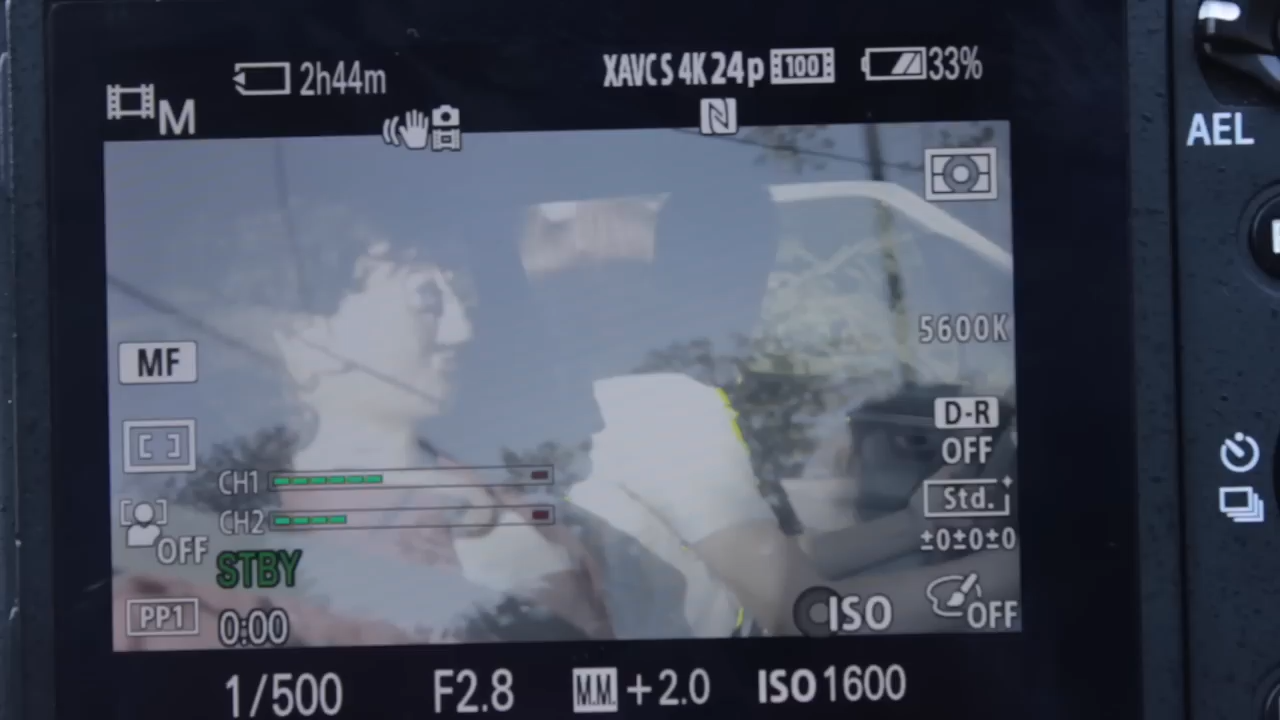 2h44m
XAVC S 4K 24p 100
33%
M
N
AEL
5600K
MF
D-R
OFF
CH1
Std.
CH2
±0±0±0
OFF
STBY
PP1
0:00
ISO
OFF
1/500
F2.8
M.M.
+2.0
ISO 1600